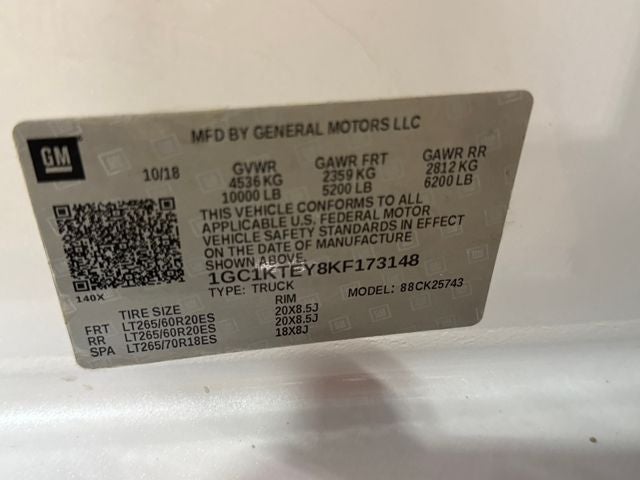 MFD BY GENERAL MOTORS LLC
GM
10/18
GVWR GAWR FRT GAWR RR
4536 KG 2359 KG 2812 KG
10000 LB 5200 LB 6200 LB
THIS VEHICLE CONFORMS TO ALL
APPLICABLE U.S. FEDERAL MOTOR
VEHICLE SAFETY STANDARDS IN EFFECT
ON THE DATE OF MANUFACTURE
SHOWN ABOVE.
1GC1KTEY8KF173148
140X
TYPE: TRUCK MODEL: 88CK25743
TIRE SIZE RIM
FRT LT265/60R20ES 20X8.5J
RR LT265/60R20ES 20X8.5J
SPA LT265/70R18ES 18X8J